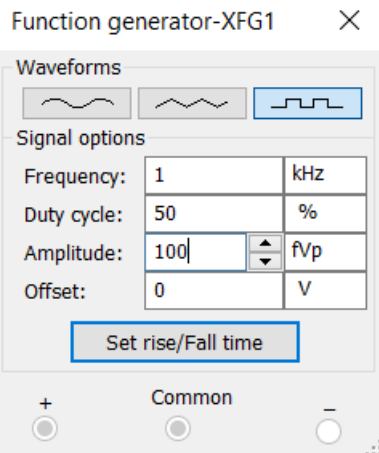 Function generator-XFG1
Waveforms
Signal options
Frequency: 1 kHz
Duty cycle: 50 %
Amplitude: 100 fVp
Offset: 0 V
Set rise/Fall time
+ Common −